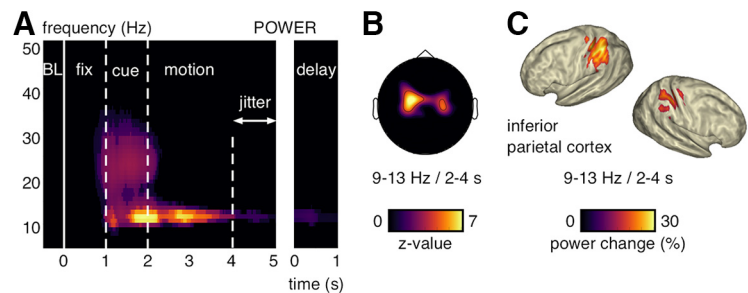 A
frequency (Hz)
POWER
50
40
30
20
10
BL
fix
cue
motion
jitter
delay
0
1
2
3
4
5
0
1
time (s)
B
9-13 Hz / 2-4 s
0
7
z-value
C
inferior
parietal cortex
9-13 Hz / 2-4 s
0
30
power change (%)